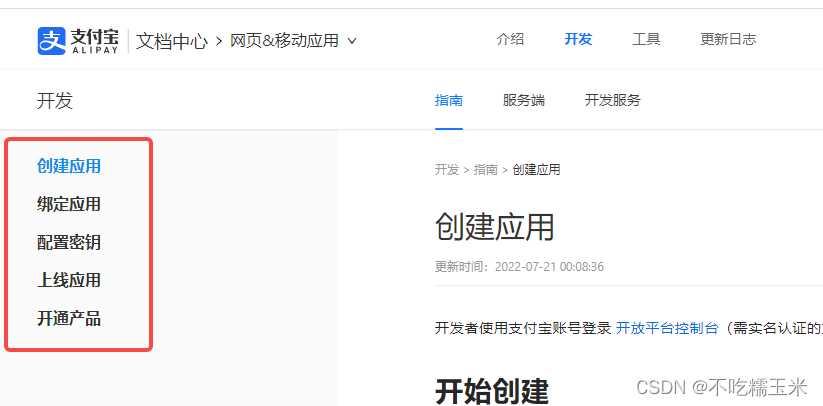 支付宝 ALIPAY 文档中心 > 网页&移动应用 介绍 开发 工具 更新日志
开发 指南 服务端 开发服务
创建应用
绑定应用
配置密钥
上线应用
开通产品
开发 > 指南 > 创建应用
创建应用
更新时间：2022-07-21 00:08:36
开发者使用支付宝账号登录 开放平台控制台（需实名认证的
开始创建
CSDN @不吃糯玉米